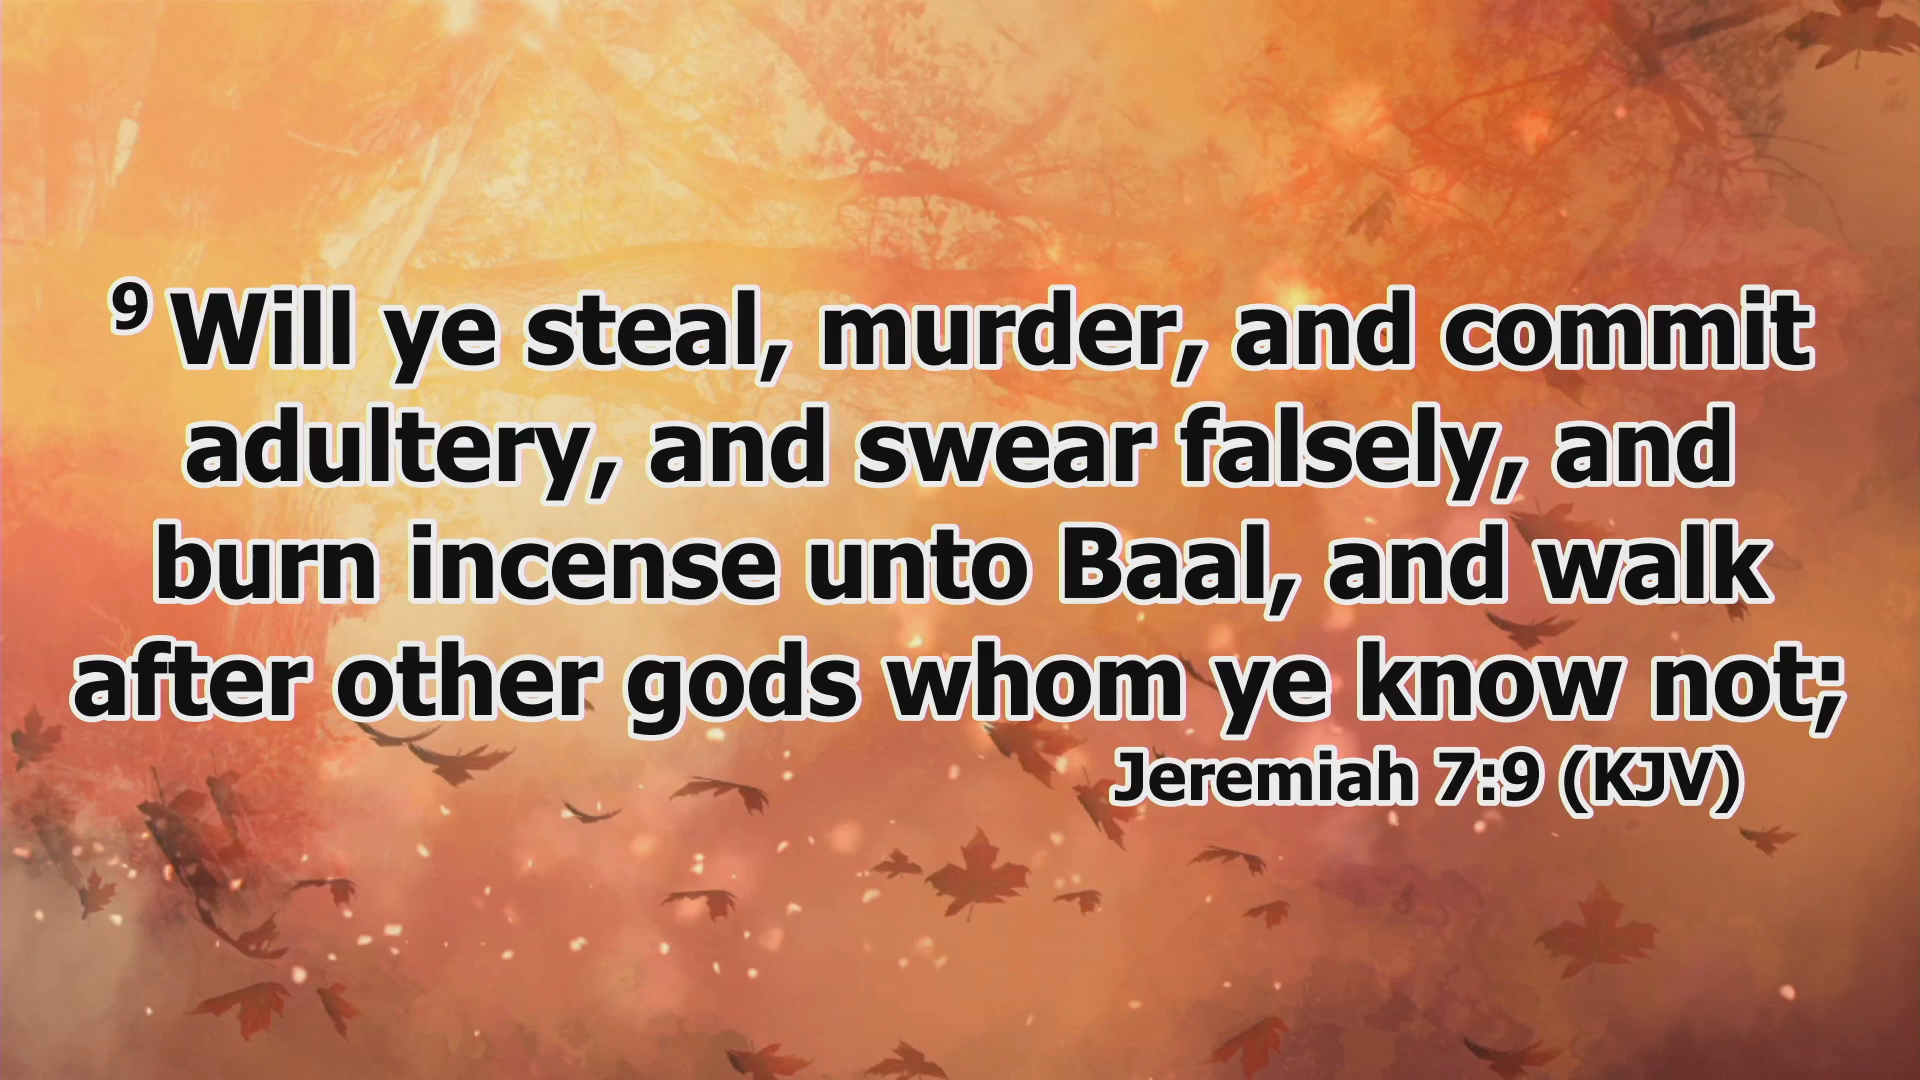 9 Will ye steal, murder, and commit
adultery, and swear falsely, and
burn incense unto Baal, and walk
after other gods whom ye know not;
Jeremiah 7:9 (KJV)